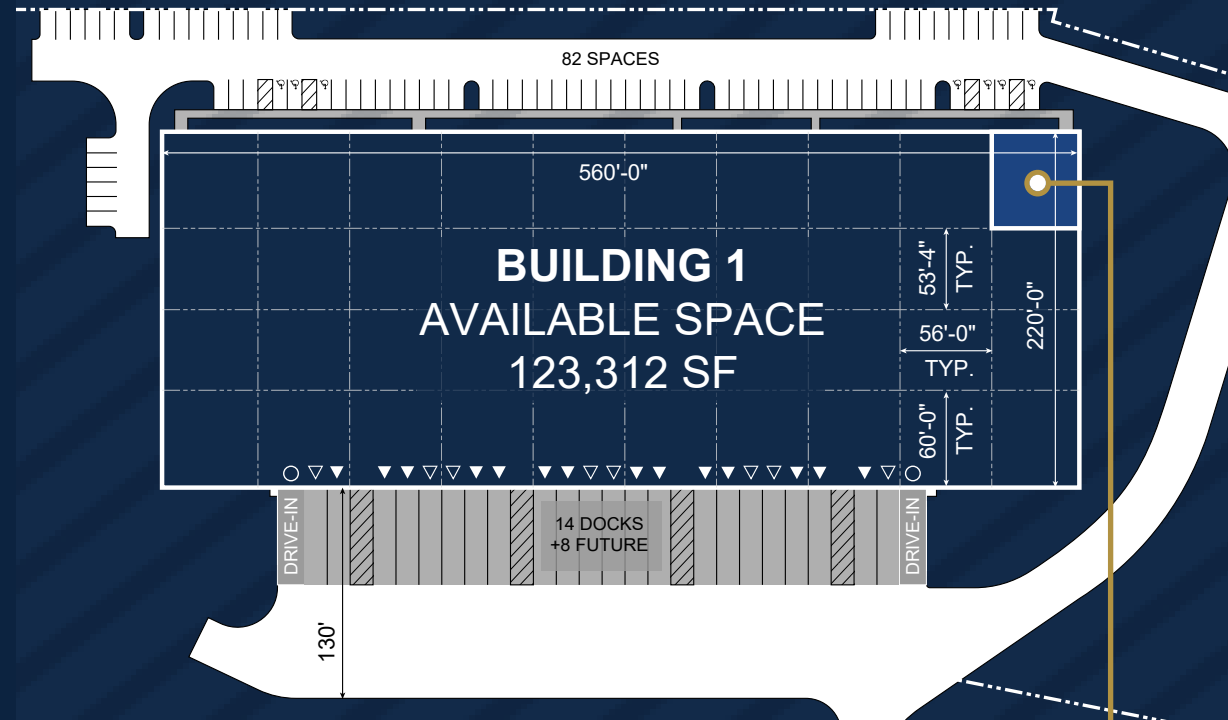 82 SPACES
560'-0"
BUILDING 1
AVAILABLE SPACE
123,312 SF
53'-4"
TYP.
220'-0"
56'-0"
TYP.
60'-0"
TYP.
DRIVE-IN
14 DOCKS
+8 FUTURE
DRIVE-IN
130'